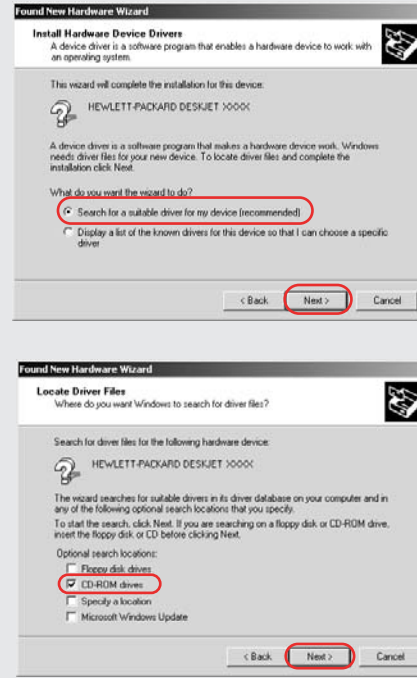 Found New Hardware Wizard
Install Hardware Device Drivers
A device driver is a software program that enables a hardware device to work with
an operating system.
This wizard will complete the installation for this device:
HEWLETT-PACKARD DESKJET XXXX
A device driver is a software program that makes a hardware device work. Windows
needs driver files for your new device. To locate driver files and complete the
installation click Next.
What do you want the wizard to do?
Search for a suitable driver for my device (recommended)
Display a list of the known drivers for this device so that I can choose a specific
driver
< Back Next > Cancel
Found New Hardware Wizard
Locate Driver Files
Where do you want Windows to search for driver files?
Search for driver files for the following hardware device:
HEWLETT-PACKARD DESKJET XXXX
The wizard searches for suitable drivers in its driver database on your computer and in
any of the following optional search locations that you specify.
To start the search, click Next. If you are searching on a floppy disk or CD-ROM drive,
insert the floppy disk or CD before clicking Next.
Optional search locations:
Floppy disk drives
CD-ROM drives
Specify a location
Microsoft Windows Update
< Back Next > Cancel